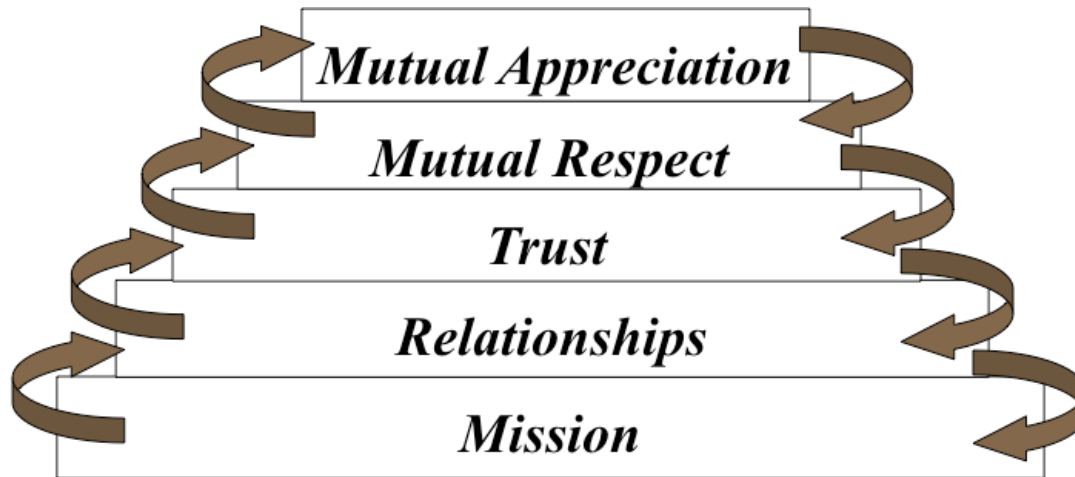 Mutual Appreciation
Mutual Respect
Trust
Relationships
Mission